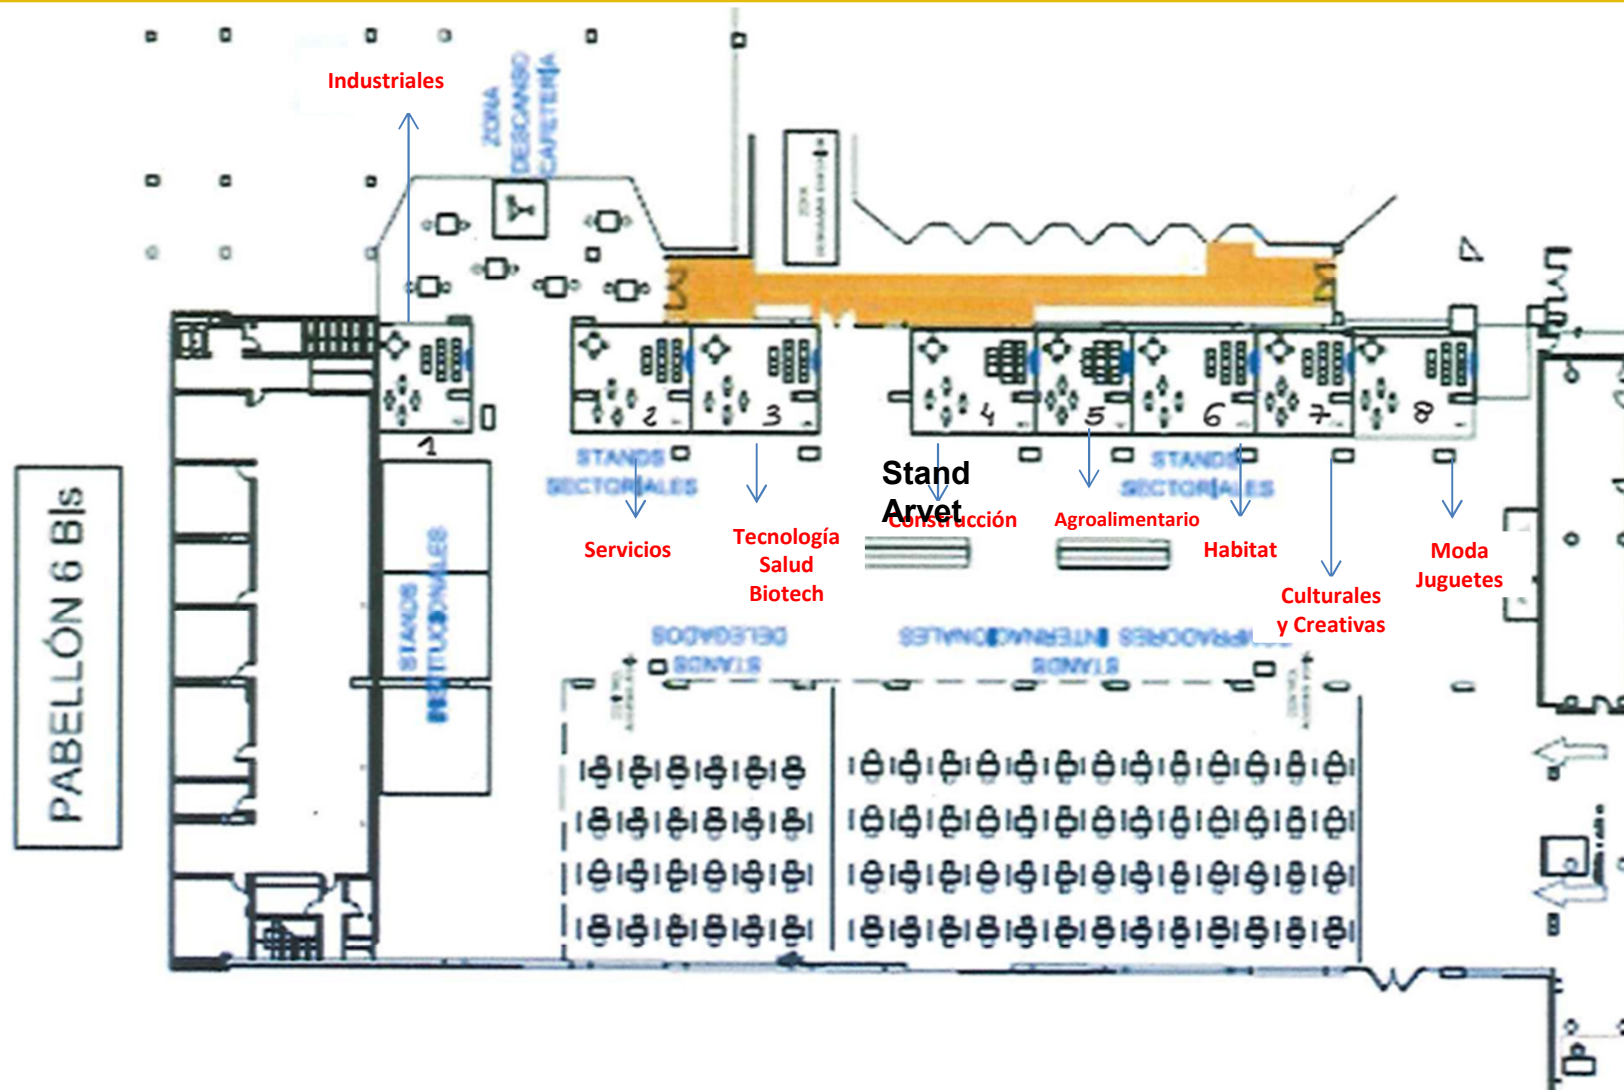 Industriales
ZONA
DESCANSO
CAFETERÍA
PABELLÓN 6 Bis
1
2
3
4
5
6
7
8
STANDS
SECTORIALES
STANDS
SECTORIALES
Stand
Arvet
Servicios
Tecnología
Salud
Biotech
Construcción
Agroalimentario
Habitat
Culturales
y Creativas
Moda
Juguetes
STANDS
INSTITUCIONALES
STANDS
DELEGADOS
STANDS
INTERNACIONALES
ZONA